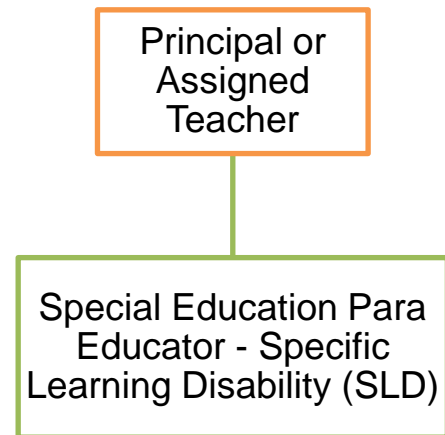 Principal or
Assigned
Teacher
Special Education Para
Educator - Specific
Learning Disability (SLD)